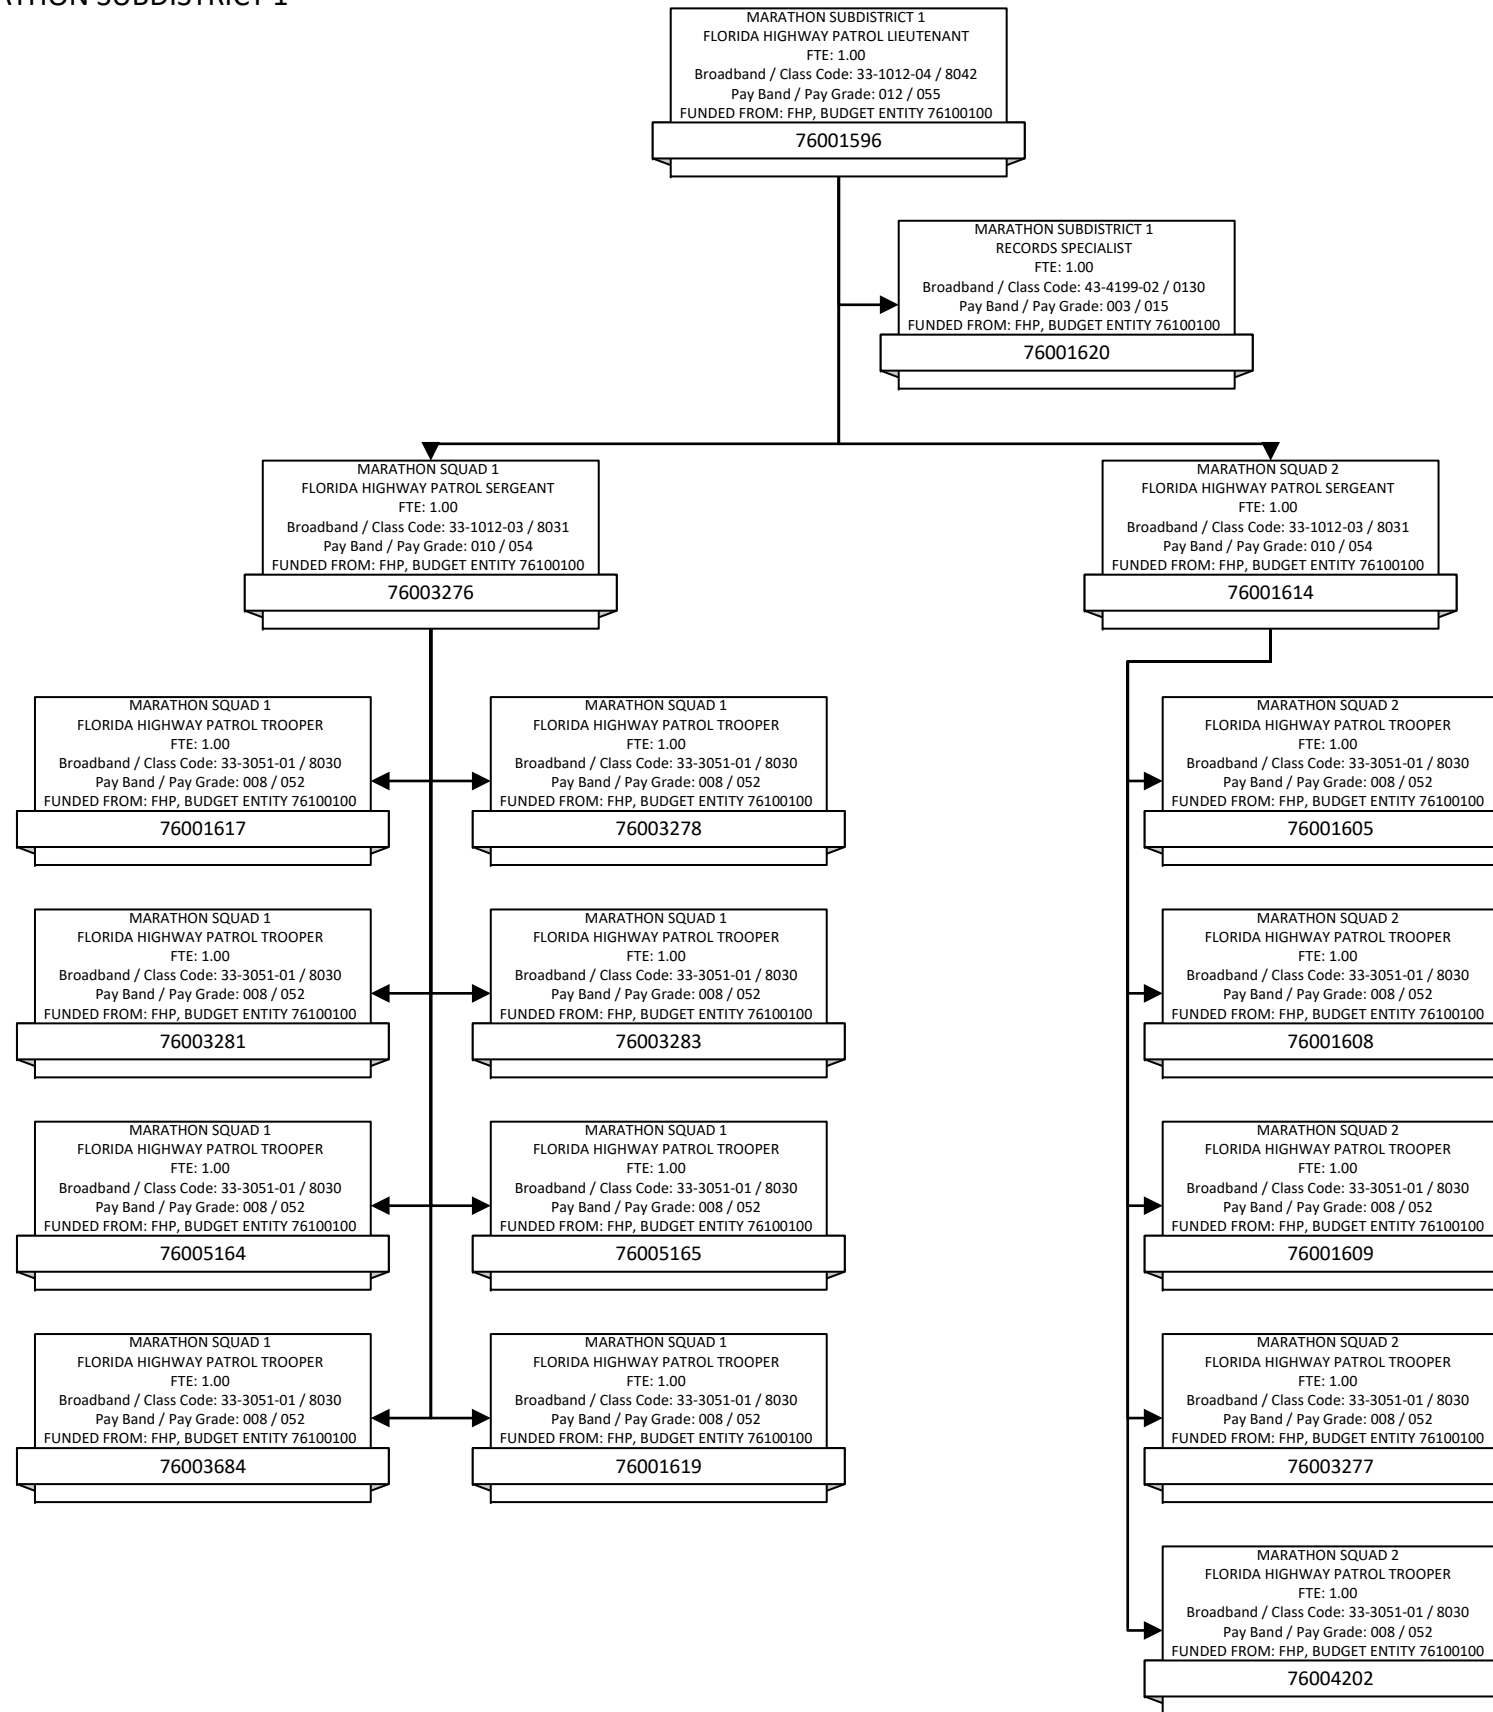 SUBDISTRICT 1
MARATHON SUBDISTRICT 1
FLORIDA HIGHWAY PATROL LIEUTENANT
FTE: 1.00
Broadband / Class Code: 33-1012-04 / 8042
Pay Band / Pay Grade: 012 / 055
FUNDED FROM: FHP, BUDGET ENTITY 76100100
76001596
MARATHON SUBDISTRICT 1
RECORDS SPECIALIST
FTE: 1.00
Broadband / Class Code: 43-4199-02 / 0130
Pay Band / Pay Grade: 003 / 015
FUNDED FROM: FHP, BUDGET ENTITY 76100100
76001620
MARATHON SQUAD 1
FLORIDA HIGHWAY PATROL SERGEANT
FTE: 1.00
Broadband / Class Code: 33-1012-03 / 8031
Pay Band / Pay Grade: 010 / 054
FUNDED FROM: FHP, BUDGET ENTITY 76100100
76003276
MARATHON SQUAD 2
FLORIDA HIGHWAY PATROL SERGEANT
FTE: 1.00
Broadband / Class Code: 33-1012-03 / 8031
Pay Band / Pay Grade: 010 / 054
FUNDED FROM: FHP, BUDGET ENTITY 76100100
76001614
MARATHON SQUAD 1
FLORIDA HIGHWAY PATROL TROOPER
FTE: 1.00
Broadband / Class Code: 33-3051-01 / 8030
Pay Band / Pay Grade: 008 / 052
FUNDED FROM: FHP, BUDGET ENTITY 76100100
76001617
MARATHON SQUAD 1
FLORIDA HIGHWAY PATROL TROOPER
FTE: 1.00
Broadband / Class Code: 33-3051-01 / 8030
Pay Band / Pay Grade: 008 / 052
FUNDED FROM: FHP, BUDGET ENTITY 76100100
76003278
MARATHON SQUAD 2
FLORIDA HIGHWAY PATROL TROOPER
FTE: 1.00
Broadband / Class Code: 33-3051-01 / 8030
Pay Band / Pay Grade: 008 / 052
FUNDED FROM: FHP, BUDGET ENTITY 76100100
76001605
MARATHON SQUAD 1
FLORIDA HIGHWAY PATROL TROOPER
FTE: 1.00
Broadband / Class Code: 33-3051-01 / 8030
Pay Band / Pay Grade: 008 / 052
FUNDED FROM: FHP, BUDGET ENTITY 76100100
76003281
MARATHON SQUAD 1
FLORIDA HIGHWAY PATROL TROOPER
FTE: 1.00
Broadband / Class Code: 33-3051-01 / 8030
Pay Band / Pay Grade: 008 / 052
FUNDED FROM: FHP, BUDGET ENTITY 76100100
76003283
MARATHON SQUAD 2
FLORIDA HIGHWAY PATROL TROOPER
FTE: 1.00
Broadband / Class Code: 33-3051-01 / 8030
Pay Band / Pay Grade: 008 / 052
FUNDED FROM: FHP, BUDGET ENTITY 76100100
76001608
MARATHON SQUAD 1
FLORIDA HIGHWAY PATROL TROOPER
FTE: 1.00
Broadband / Class Code: 33-3051-01 / 8030
Pay Band / Pay Grade: 008 / 052
FUNDED FROM: FHP, BUDGET ENTITY 76100100
76005164
MARATHON SQUAD 1
FLORIDA HIGHWAY PATROL TROOPER
FTE: 1.00
Broadband / Class Code: 33-3051-01 / 8030
Pay Band / Pay Grade: 008 / 052
FUNDED FROM: FHP, BUDGET ENTITY 76100100
76005165
MARATHON SQUAD 2
FLORIDA HIGHWAY PATROL TROOPER
FTE: 1.00
Broadband / Class Code: 33-3051-01 / 8030
Pay Band / Pay Grade: 008 / 052
FUNDED FROM: FHP, BUDGET ENTITY 76100100
76001609
MARATHON SQUAD 1
FLORIDA HIGHWAY PATROL TROOPER
FTE: 1.00
Broadband / Class Code: 33-3051-01 / 8030
Pay Band / Pay Grade: 008 / 052
FUNDED FROM: FHP, BUDGET ENTITY 76100100
76003684
MARATHON SQUAD 1
FLORIDA HIGHWAY PATROL TROOPER
FTE: 1.00
Broadband / Class Code: 33-3051-01 / 8030
Pay Band / Pay Grade: 008 / 052
FUNDED FROM: FHP, BUDGET ENTITY 76100100
76001619
MARATHON SQUAD 2
FLORIDA HIGHWAY PATROL TROOPER
FTE: 1.00
Broadband / Class Code: 33-3051-01 / 8030
Pay Band / Pay Grade: 008 / 052
FUNDED FROM: FHP, BUDGET ENTITY 76100100
76003277
MARATHON SQUAD 2
FLORIDA HIGHWAY PATROL TROOPER
FTE: 1.00
Broadband / Class Code: 33-3051-01 / 8030
Pay Band / Pay Grade: 008 / 052
FUNDED FROM: FHP, BUDGET ENTITY 76100100
76004202